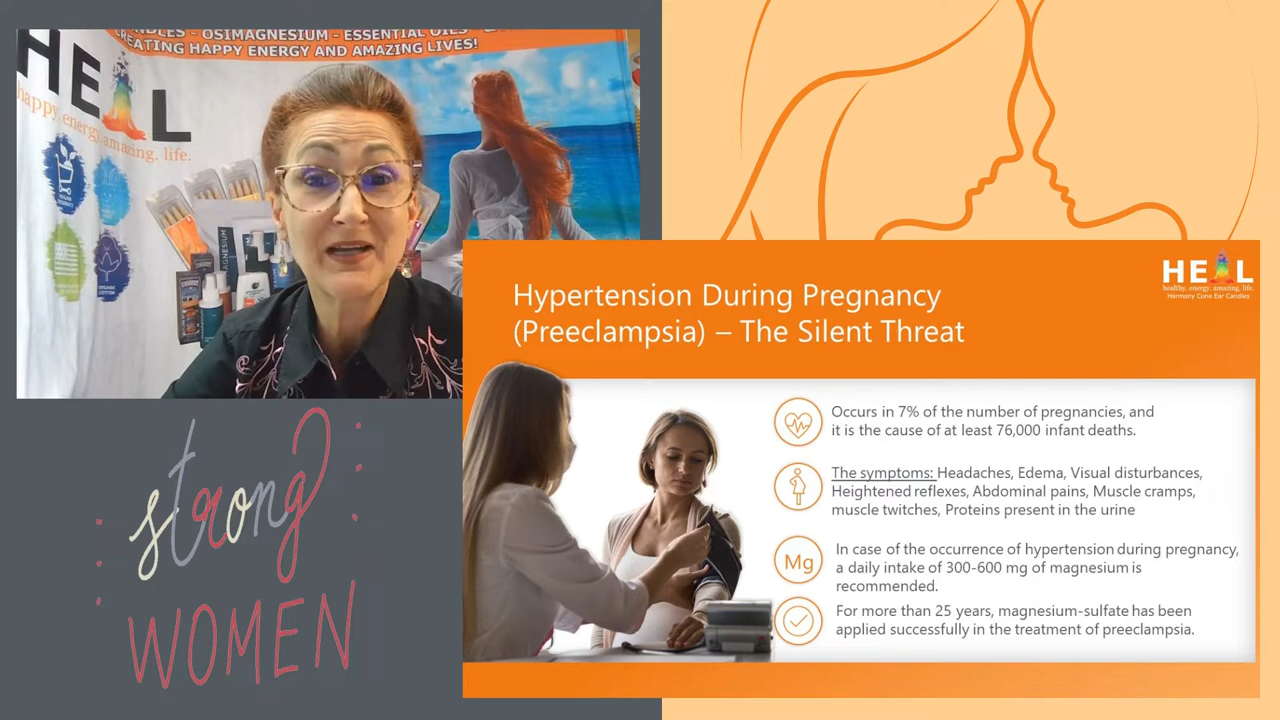 OSIMAGNESIUM - ESSENTIAL OILS
CREATING HAPPY ENERGY AND AMAZING LIVES!
HEAL
happy. energy. amazing. life.
Hypertension During Pregnancy
(Preeclampsia) – The Silent Threat
HEAL
healthy. energy. amazing. life.
Harmony Cone Ear Candles
Occurs in 7% of the number of pregnancies, and
it is the cause of at least 76,000 infant deaths.
The symptoms: Headaches, Edema, Visual disturbances,
Heightened reflexes, Abdominal pains, Muscle cramps,
muscle twitches, Proteins present in the urine
Mg
In case of the occurrence of hypertension during pregnancy,
a daily intake of 300-600 mg of magnesium is
recommended.
For more than 25 years, magnesium-sulfate has been
applied successfully in the treatment of preeclampsia.
strong
WOMEN